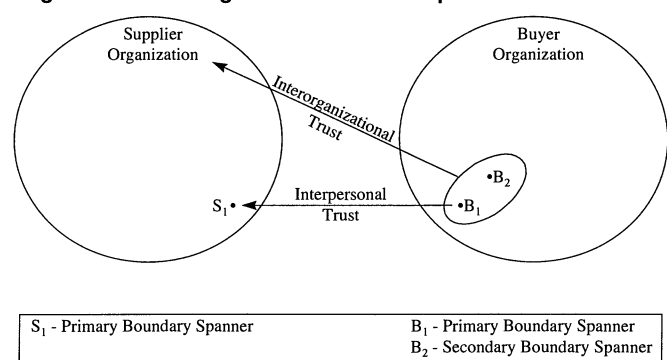 Supplier
Organization
Buyer
Organization
Interorganizational
Trust
•B₂
S₁•
Interpersonal
Trust
•B₁
S₁ - Primary Boundary Spanner
B₁ - Primary Boundary Spanner
B₂ - Secondary Boundary Spanner